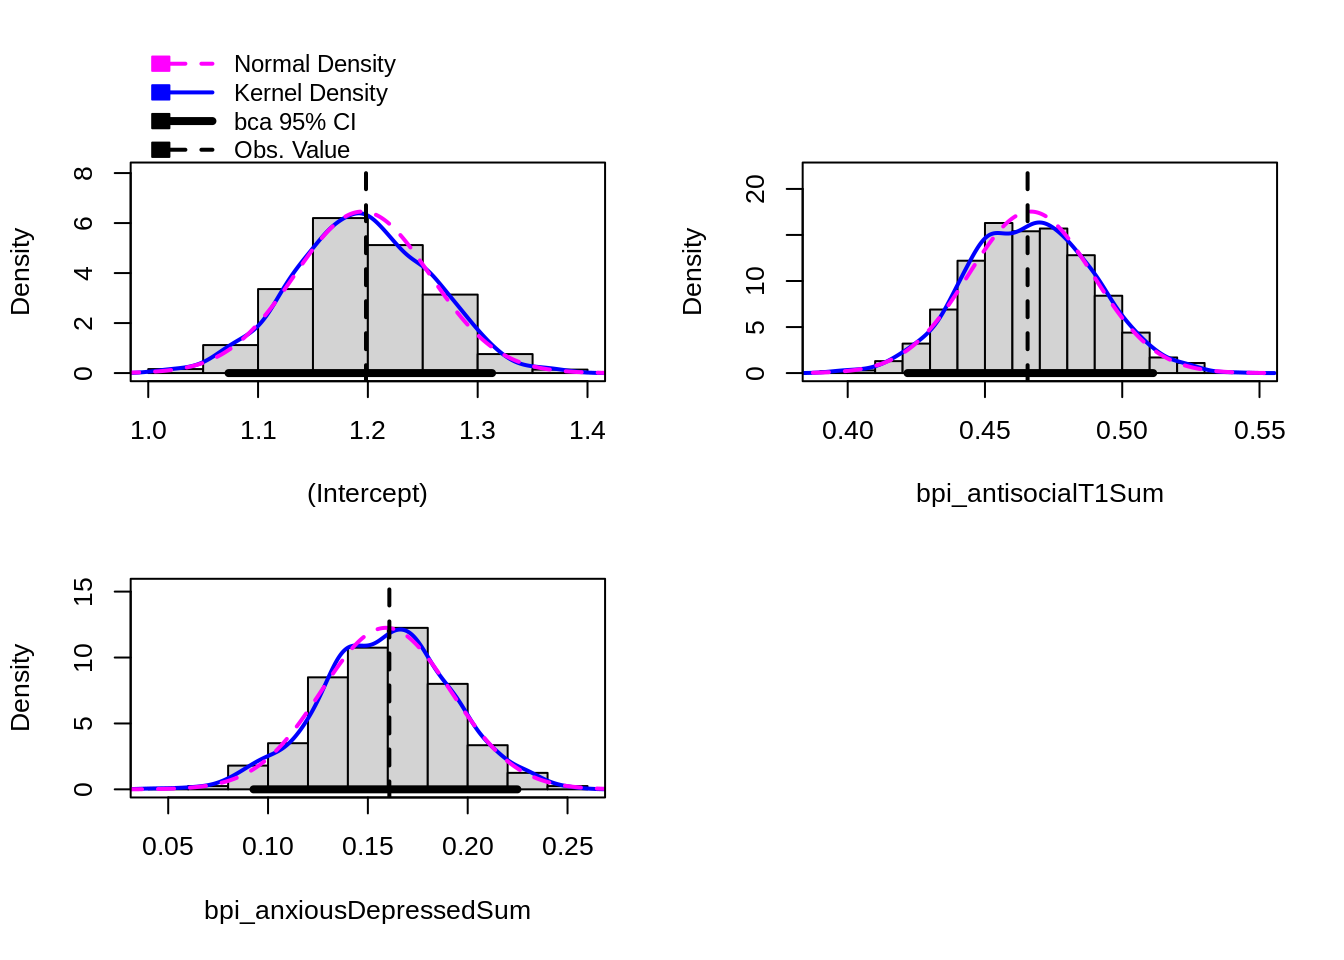 Normal Density
Kernel Density
bca 95% CI
Obs. Value
Density
0 2 4 6 8
1.0 1.1 1.2 1.3 1.4
(Intercept)
Density
0 5 10 20
0.40 0.45 0.50 0.55
bpi_antisocialT1Sum
Density
0 5 10 15
0.05 0.10 0.15 0.20 0.25
bpi_anxiousDepressedSum